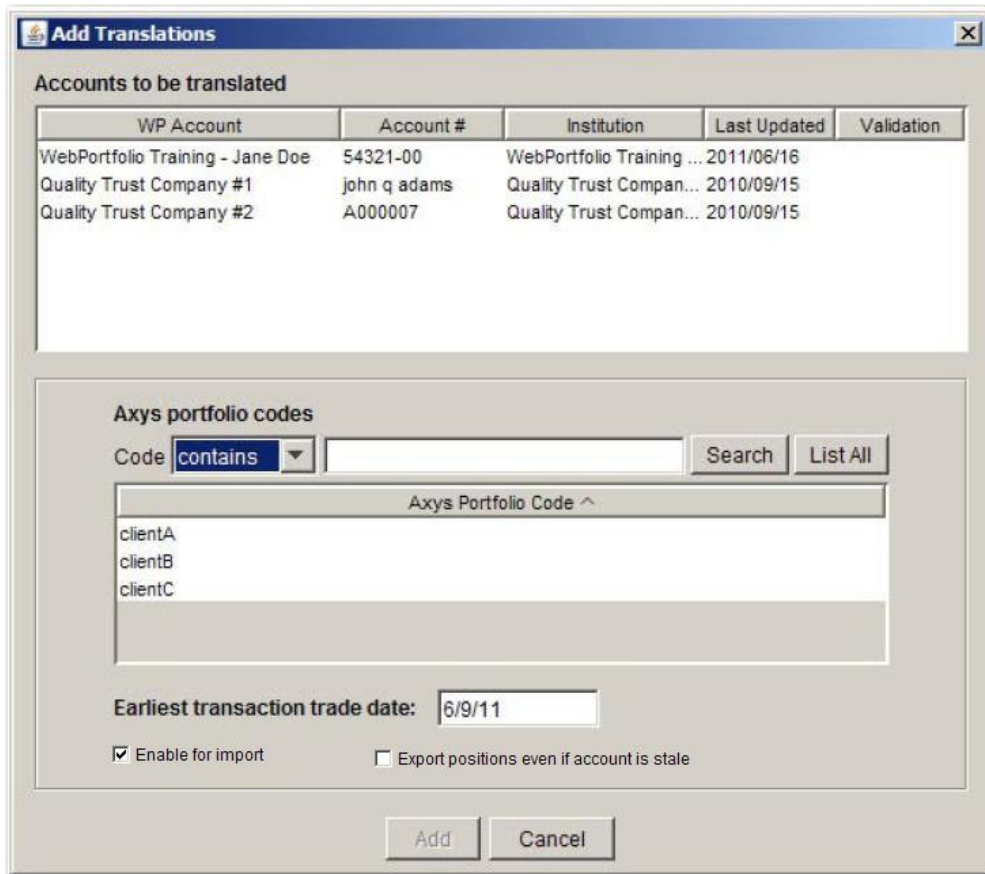 Add Translations
Accounts to be translated
WP Account Account # Institution Last Updated Validation
WebPortfolio Training - Jane Doe 54321-00 WebPortfolio Training ... 2011/06/16
Quality Trust Company #1 john q adams Quality Trust Compan... 2010/09/15
Quality Trust Company #2 A000007 Quality Trust Compan... 2010/09/15
Axys portfolio codes
Code contains Search List All
Axys Portfolio Code
clientA
clientB
clientC
Earliest transaction trade date: 6/9/11
Enable for import Export positions even if account is stale
Add Cancel